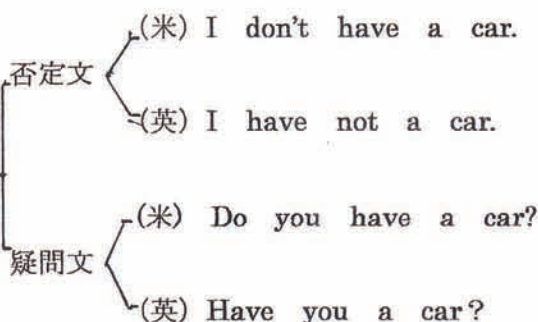 (米) I don't have a car.
否定文
(英) I have not a car.
(米) Do you have a car?
疑問文
(英) Have you a car?